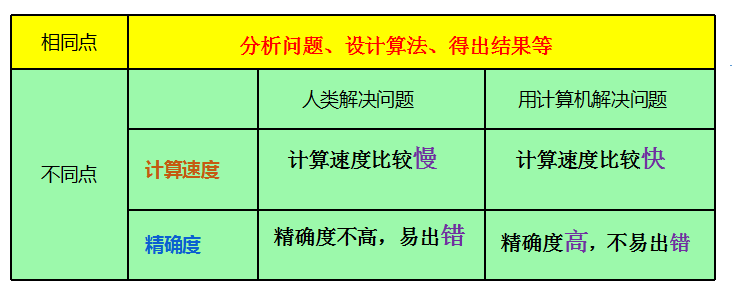 相同点
分析问题、设计算法、得出结果等
人类解决问题
用计算机解决问题
不同点
计算速度
计算速度比较慢
计算速度比较快
精确度
精确度不高，易出错
精确度高，不易出错